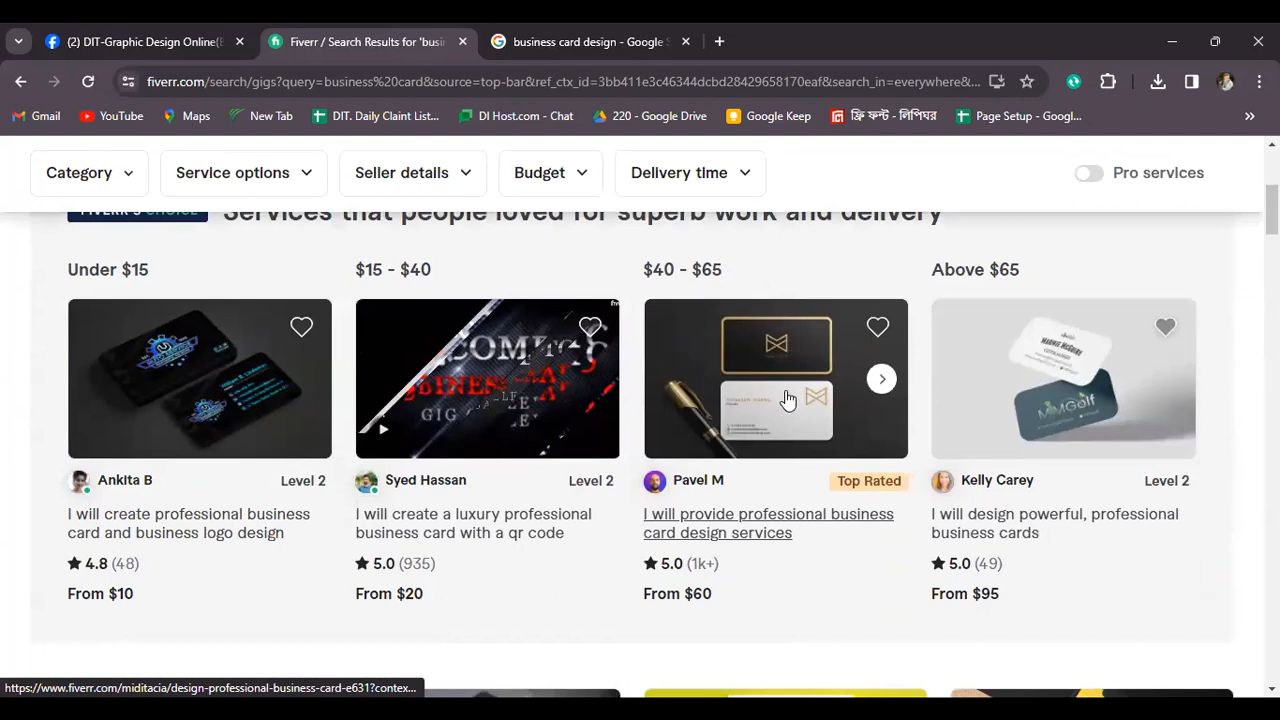 (2) DIT-Graphic Design Online(
Fiverr / Search Results for 'busi
business card design - Google S
fiverr.com/search/gigs?query=business%20card&source=top-bar&ref_ctx_id=3bb411e3c46344dcbd28429658170eaf&search_in=everywhere&...
Gmail
YouTube
Maps
New Tab
DIT. Daily Claint List...
DI Host.com - Chat
220 - Google Drive
Google Keep
ফ্রি ফন্ট - লিপিঘর
Page Setup - Googl...
Category
Service options
Seller details
Budget
Delivery time
Pro services
FIVERR'S CHOICE
Services that people loved for superb work and delivery
Under $15
$15 - $40
$40 - $65
Above $65
MIMGolf
Ankita B
Level 2
Syed Hassan
Level 2
Pavel M
Top Rated
Kelly Carey
Level 2
I will create professional business
card and business logo design
I will create a luxury professional
business card with a qr code
I will provide professional business
card design services
I will design powerful, professional
business cards
4.8 (48)
5.0 (935)
5.0 (1k+)
5.0 (49)
From $10
From $20
From $60
From $95
https://www.fiverr.com/miditacia/design-professional-business-card-e631?contex...